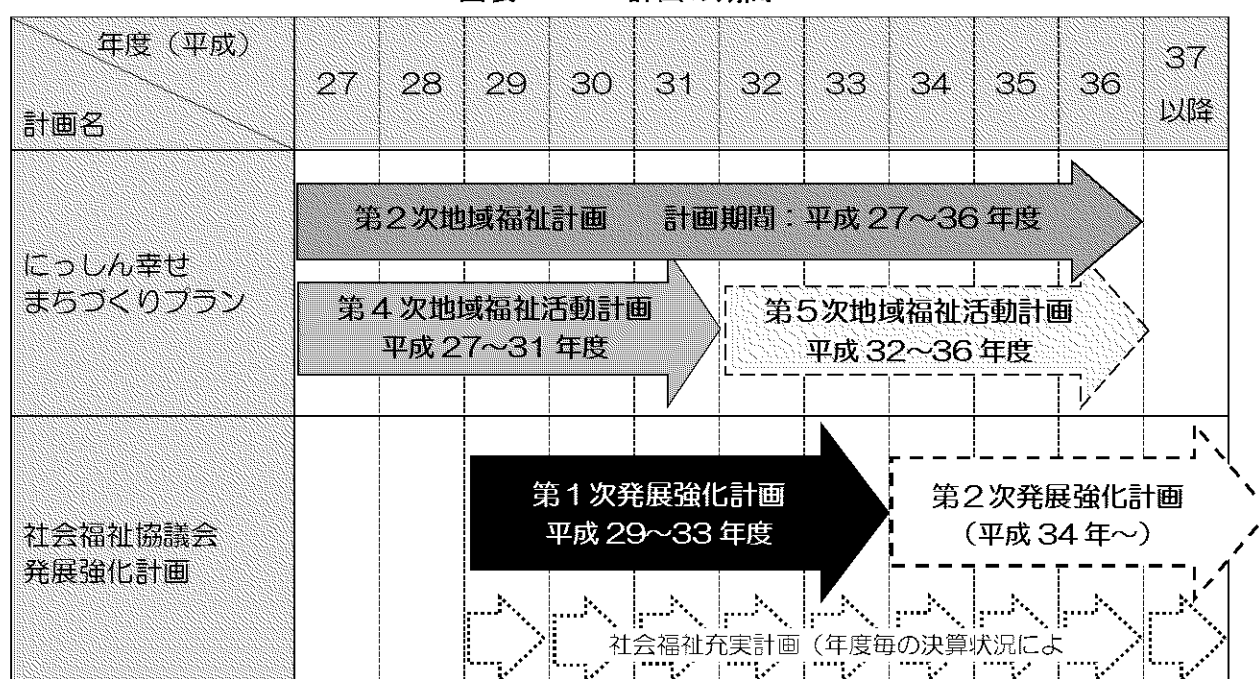 年度（平成）
計画名
27 28 29 30 31 32 33 34 35 36 37
以降
にっしん幸せ
まちづくりプラン
第２次地域福祉計画　　計画期間：平成 27～36 年度
第４次地域福祉活動計画
平成 27～31 年度
第５次地域福祉活動計画
平成 32～36 年度
社会福祉協議会
発展強化計画
第１次発展強化計画
平成 29～33 年度
第２次発展強化計画
（平成 34 年～）
社会福祉充実計画（年度毎の決算状況によ